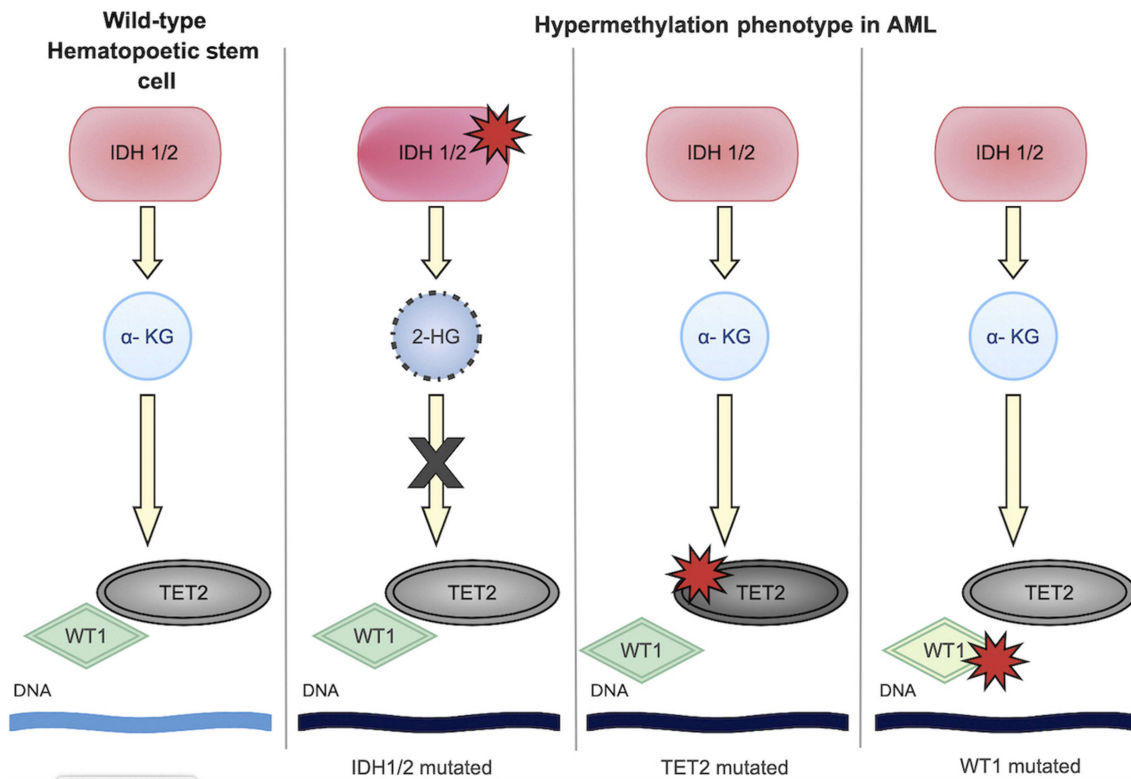 Wild-type
Hematopoetic stem
cell
Hypermethylation phenotype in AML
IDH 1/2
α- KG
TET2
WT1
DNA
IDH 1/2
2-HG
X
TET2
WT1
IDH1/2 mutated
IDH 1/2
α- KG
TET2
WT1
DNA
TET2 mutated
IDH 1/2
α- KG
TET2
WT1
DNA
WT1 mutated